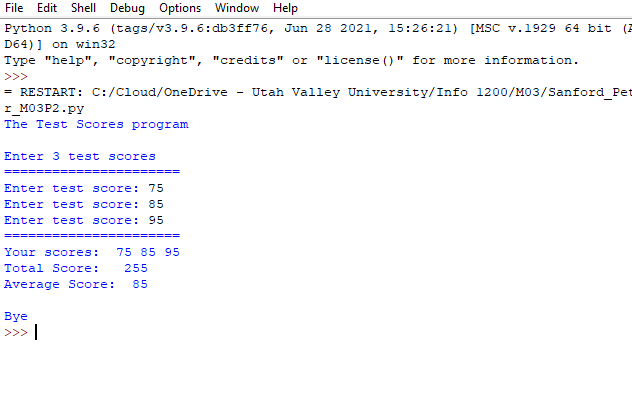 File Edit Shell Debug Options Window Help
Python 3.9.6 (tags/v3.9.6:db3ff76, Jun 28 2021, 15:26:21) [MSC v.1929 64 bit (A
D64)] on win32
Type "help", "copyright", "credits" or "license()" for more information.
>>>
= RESTART: C:/Cloud/OneDrive - Utah Valley University/Info 1200/M03/Sanford_Pet
r_M03P2.py
The Test Scores program
Enter 3 test scores
======================
Enter test score: 75
Enter test score: 85
Enter test score: 95
======================
Your scores:  75 85 95
Total Score:   255
Average Score:  85
Bye
>>>